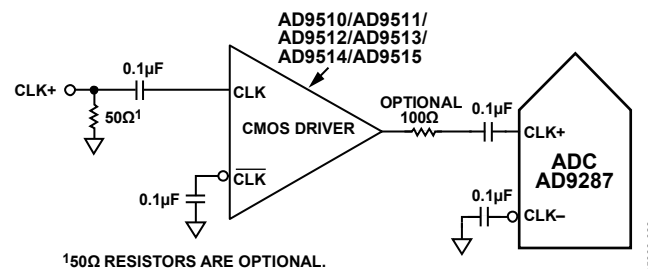 AD9510/AD9511/
AD9512/AD9513/
AD9514/AD9515
CLK+
0.1µF
50Ω¹
CLK
CMOS DRIVER
CLK
0.1µF
OPTIONAL
100Ω
0.1µF
CLK+
ADC
AD9287
0.1µF
CLK–
¹50Ω RESISTORS ARE OPTIONAL.